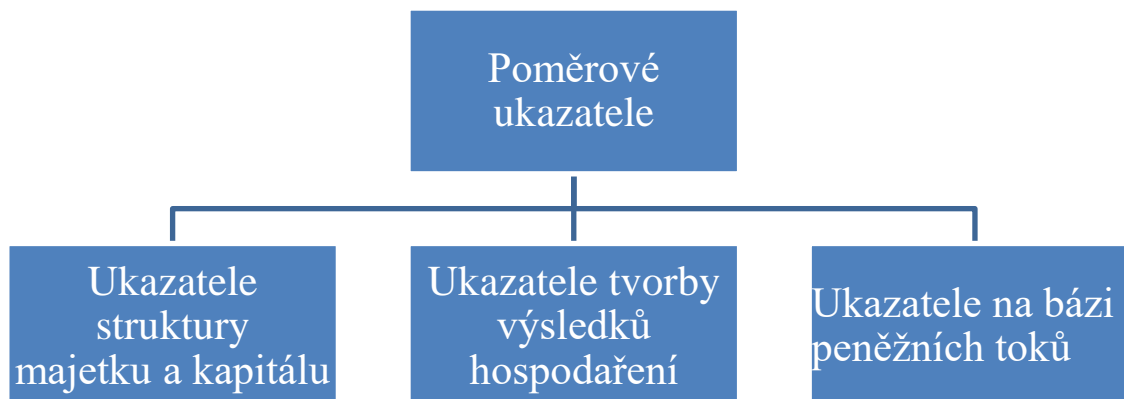 Poměrové
ukazatele
Ukazatele
struktury
majetku a kapitálu
Ukazatele tvorby
výsledků
hospodaření
Ukazatele na bázi
peněžních toků